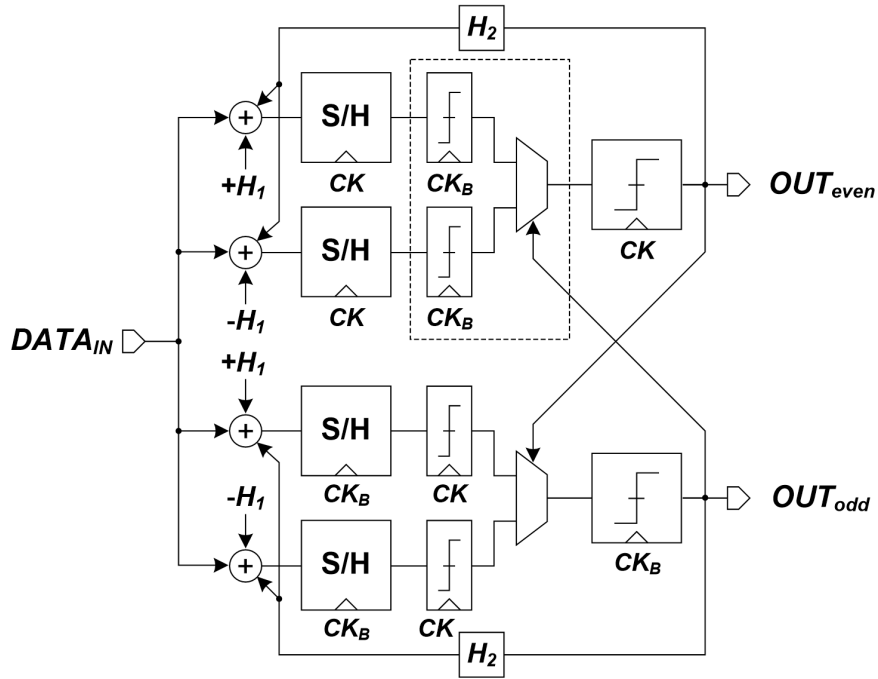 H2
S/H
+H1
CK
CKB
OUTeven
CK
S/H
-H1
CK
CKB
DATAIN
+H1
S/H
CKB
CK
-H1
OUTodd
S/H
CKB
CKB
CK
H2